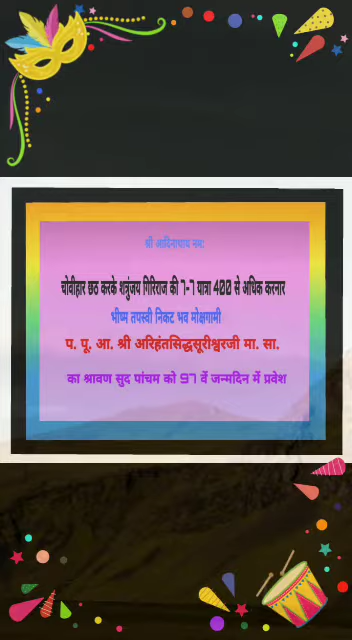 श्री आदिनाथाय नमः
चोवीहार छठ करके शत्रुंजय गिरिराज की 7-7 यात्रा 400 से अधिक करनार
भीष्म तपस्वी निकट भव मोक्षगामी
प. पू. आ. श्री अरिहंतसिद्धसूरीश्वरजी मा. सा.
का श्रावण सुद पांचम को 97 वें जन्मदिन में प्रवेश